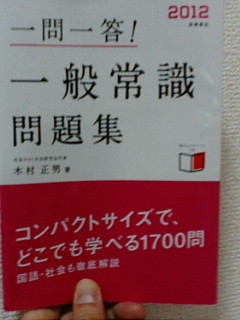 2012
一問一答!
一般常識
問題集
木村 正男 著
コンパクトサイズで、
どこでも学べる1700問
国語・社会も徹底解説